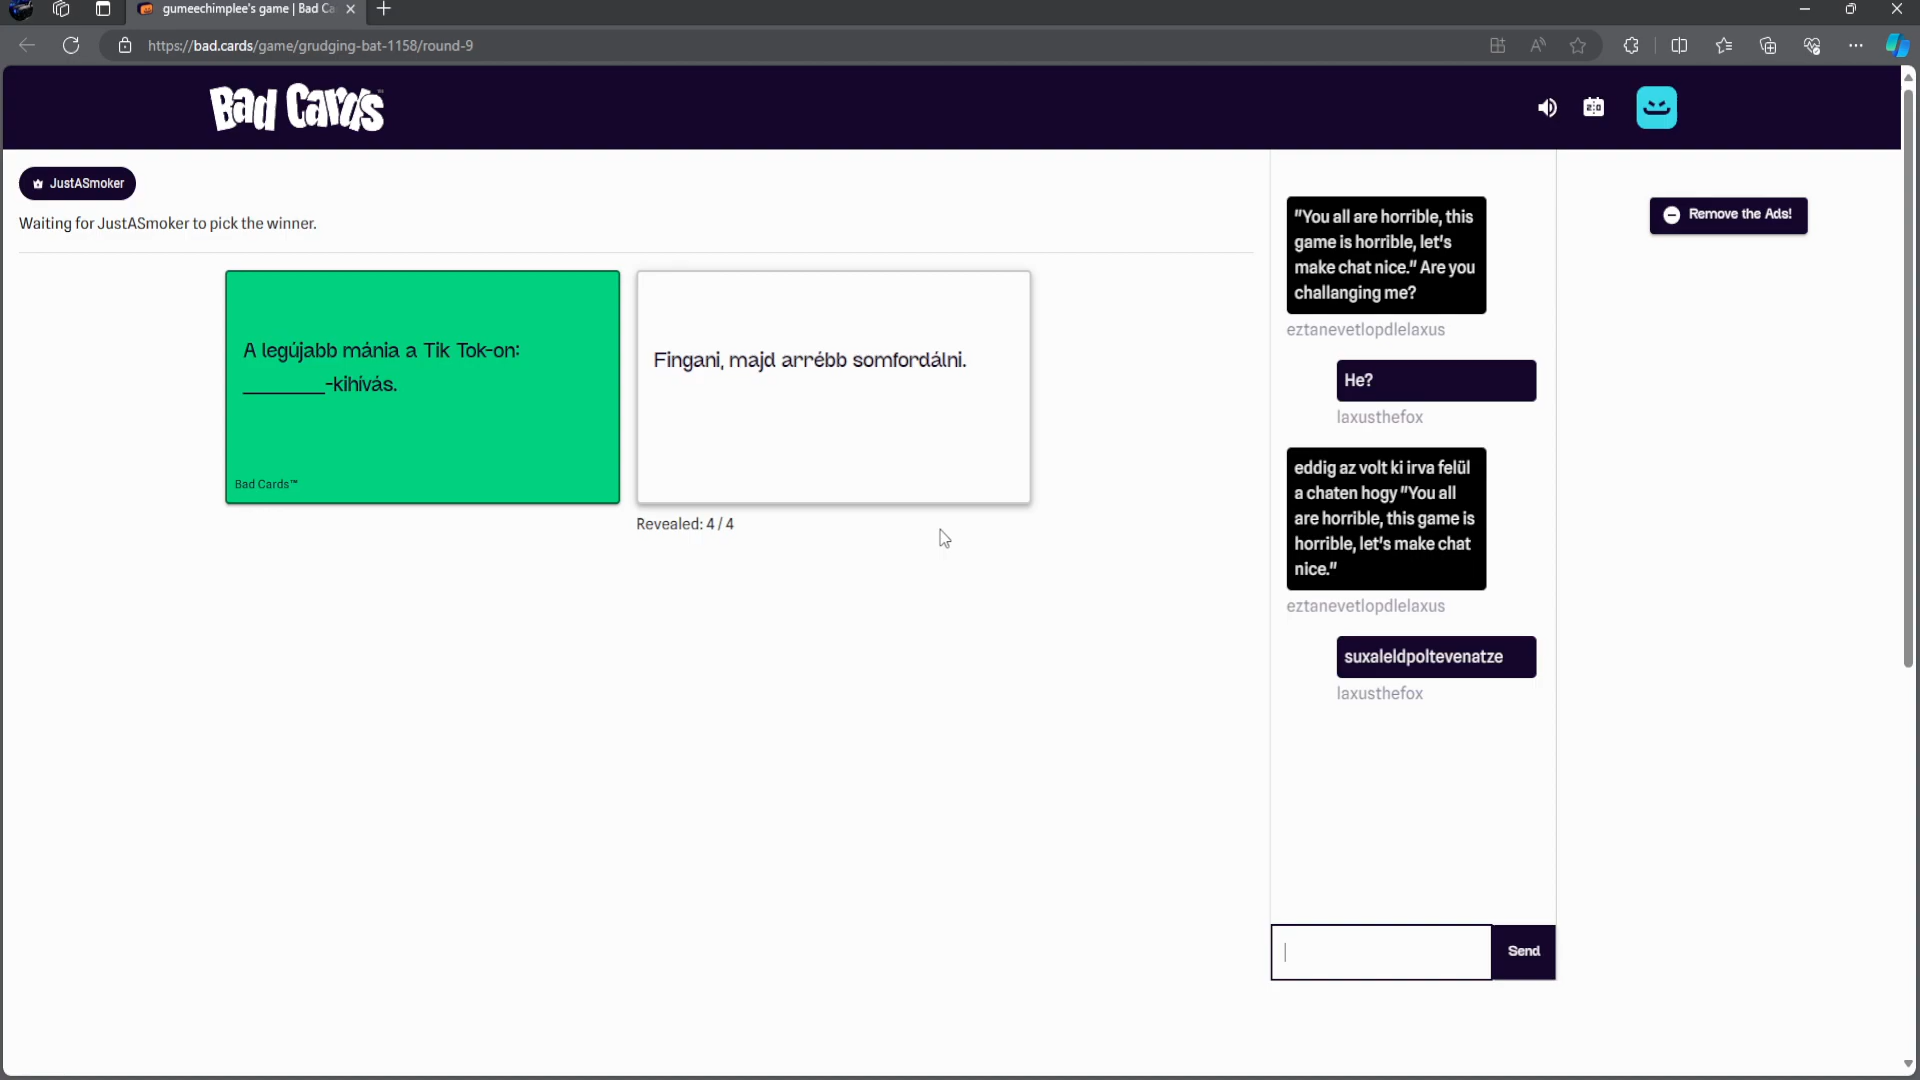 gumeechimplee's game | Bad Ca
https://bad.cards/game/grudging-bat-1158/round-9
Bad Cards
JustASmoker
Waiting for JustASmoker to pick the winner.
A legújabb mánia a Tik Tok-on:
________-kihívás.
Bad Cards™
Fingani, majd arrébb somfordálni.
Revealed: 4 / 4
"You all are horrible, this
game is horrible, let's
make chat nice." Are you
challanging me?
eztanevetlopdlelaxus
He?
laxusthefox
eddig az volt ki irva felül
a chaten hogy "You all
are horrible, this game is
horrible, let's make chat
nice."
eztanevetlopdlelaxus
suxaleldpoltevenatze
laxusthefox
Send
Remove the Ads!